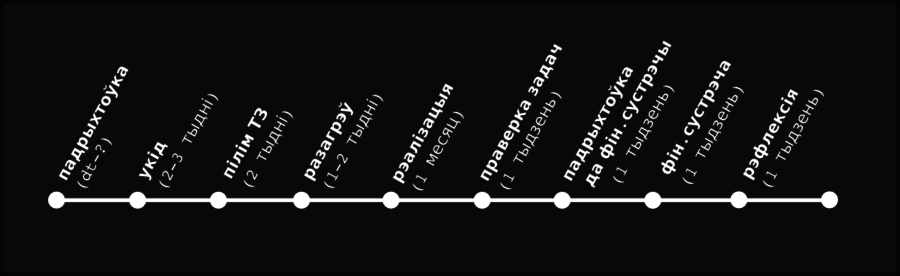 падрыхтоўка
(dt−?)
укід
(2−3 тыдні)
пілім ТЗ
(2 тыдні)
разагрэў
(1−2 тыдні)
рэалізацыя
(1 месяц)
праверка задач
(1 тыдзень)
падрыхтоўка
да фін.сустрэчы
(1 тыдзень)
фін.сустрэча
(1 тыдзень)
рэфлексія
(1 тыдзень)